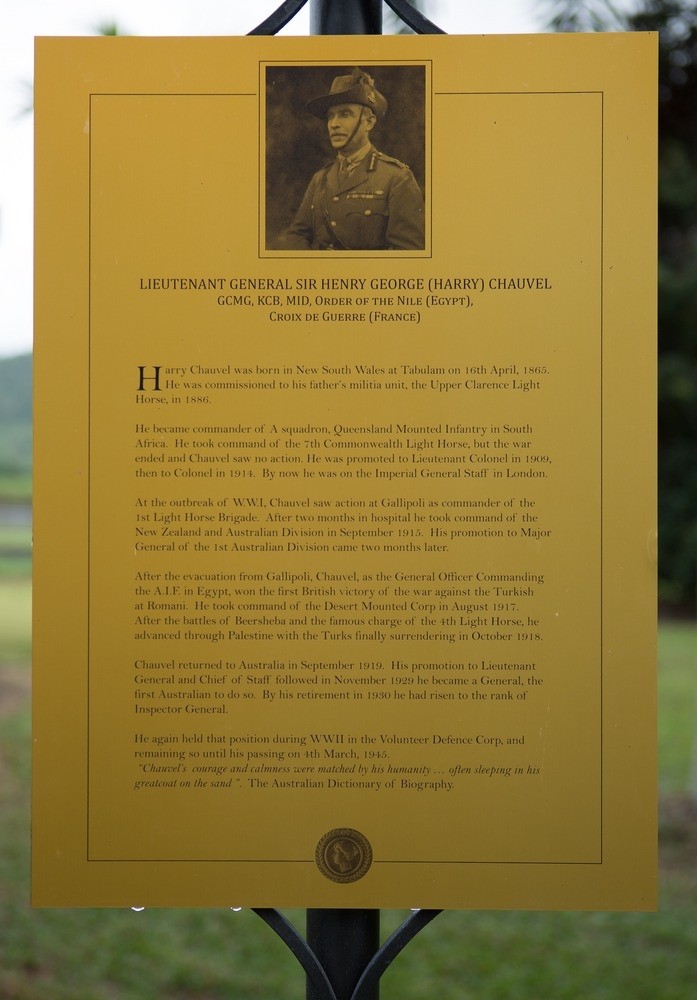 LIEUTENANT GENERAL SIR HENRY GEORGE (HARRY) CHAUVEL
GCMG, KCB, MID, ORDER OF THE NILE (EGYPT),
CROIX DE GUERRE (FRANCE)
Harry Chauvel was born in New South Wales at Tabulam on 16th April, 1865.
He was commissioned to his father's militia unit, the Upper Clarence Light
Horse, in 1886.
He became commander of A squadron, Queensland Mounted Infantry in South
Africa. He took command of the 7th Commonwealth Light Horse, but the war
ended and Chauvel saw no action. He was promoted to Lieutenant Colonel in 1909,
then to Colonel in 1914. By now he was on the Imperial General Staff in London.
At the outbreak of W.W.I, Chauvel saw action at Gallipoli as commander of the
1st Light Horse Brigade. After two months in hospital he took command of the
New Zealand and Australian Division in September 1915. His promotion to Major
General of the 1st Australian Division came two months later.
After the evacuation from Gallipoli, Chauvel, as the General Officer Commanding
the A.I.F. in Egypt, won the first British victory of the war against the Turkish
at Romani. He took command of the Desert Mounted Corp in August 1917.
After the battles of Beersheba and the famous charge of the 4th Light Horse, he
advanced through Palestine with the Turks finally surrendering in October 1918.
Chauvel returned to Australia in September 1919. His promotion to Lieutenant
General and Chief of Staff followed in November 1929 he became a General, the
first Australian to do so. By his retirement in 1930 he had risen to the rank of
Inspector General.
He again held that position during WWII in the Volunteer Defence Corp, and
remaining so until his passing on 4th March, 1945.
"Chauvel's courage and calmness were matched by his humanity ... often sleeping in his
greatcoat on the sand". The Australian Dictionary of Biography.